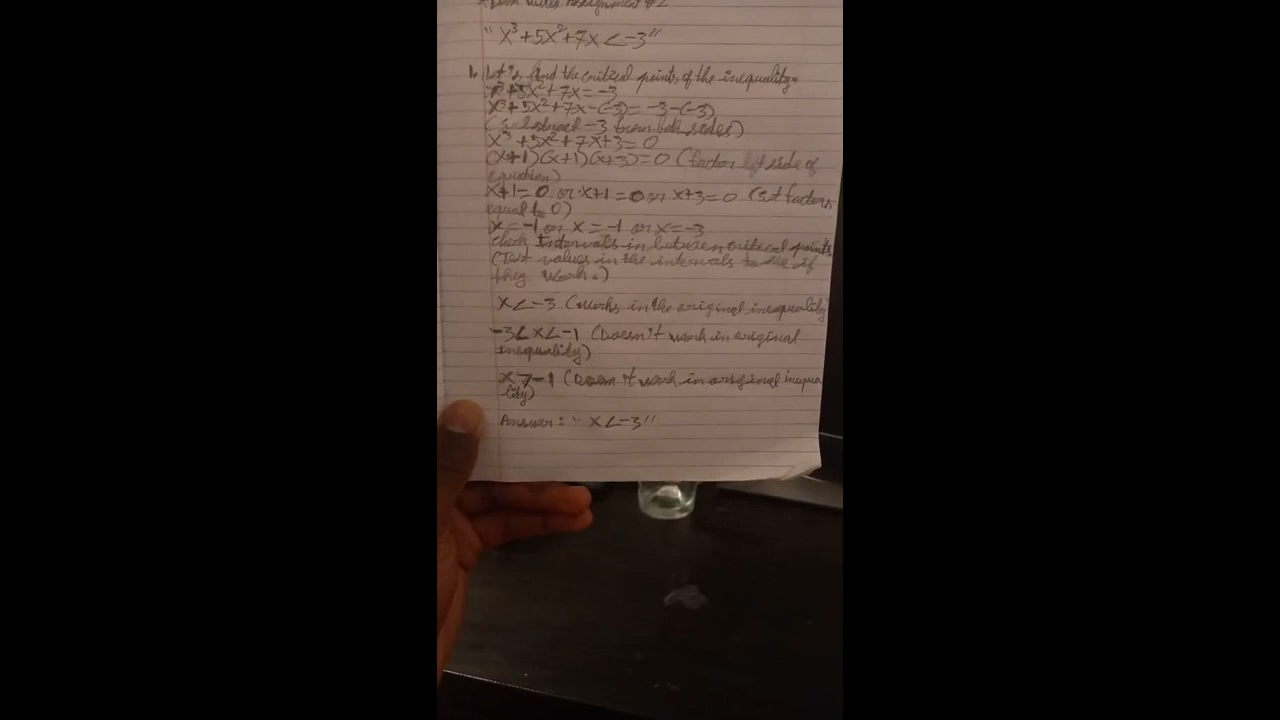 Video Assignment #2
"x³+5x²+7x<-3"
1. Let's find the critical points of the inequality.
x³+5x²+7x=-3
x³+5x²+7x-(-3)=-3-(-3)
(Substract -3 from both sides)
x³+5x²+7x+3=0
(x+1)(x+1)(x+3)=0 (factor left side of
equation)
x+1=0 or x+1=0 or x+3=0 (Set factors
equal to 0)
x=-1 or x=-1 or x=-3
Check Intervals in between critical points
(Test values in the intervals to see if
they work.)
x<-3 (Works in the original inequality)
-3<x<-1 (Doesn't work in original
inequality)
x>-1 (Doesn't work in original inequa
lity)
Answer: "x<-3"